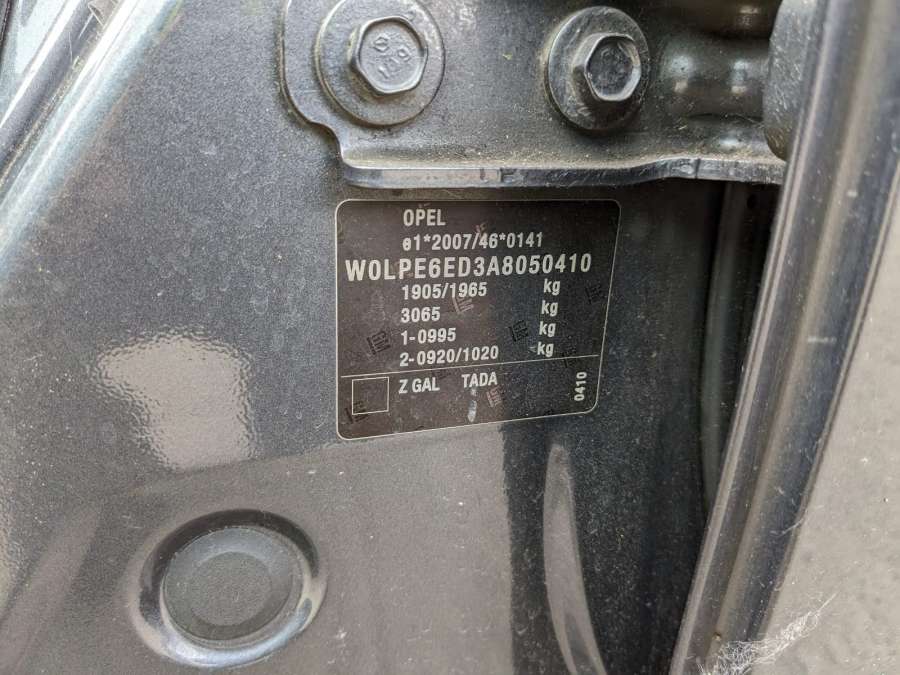 OPEL
e1*2007/46*0141
W0LPE6ED3A8050410
1905/1965 kg
3065 kg
1-0995 kg
2-0920/1020 kg
Z GAL TADA
0410